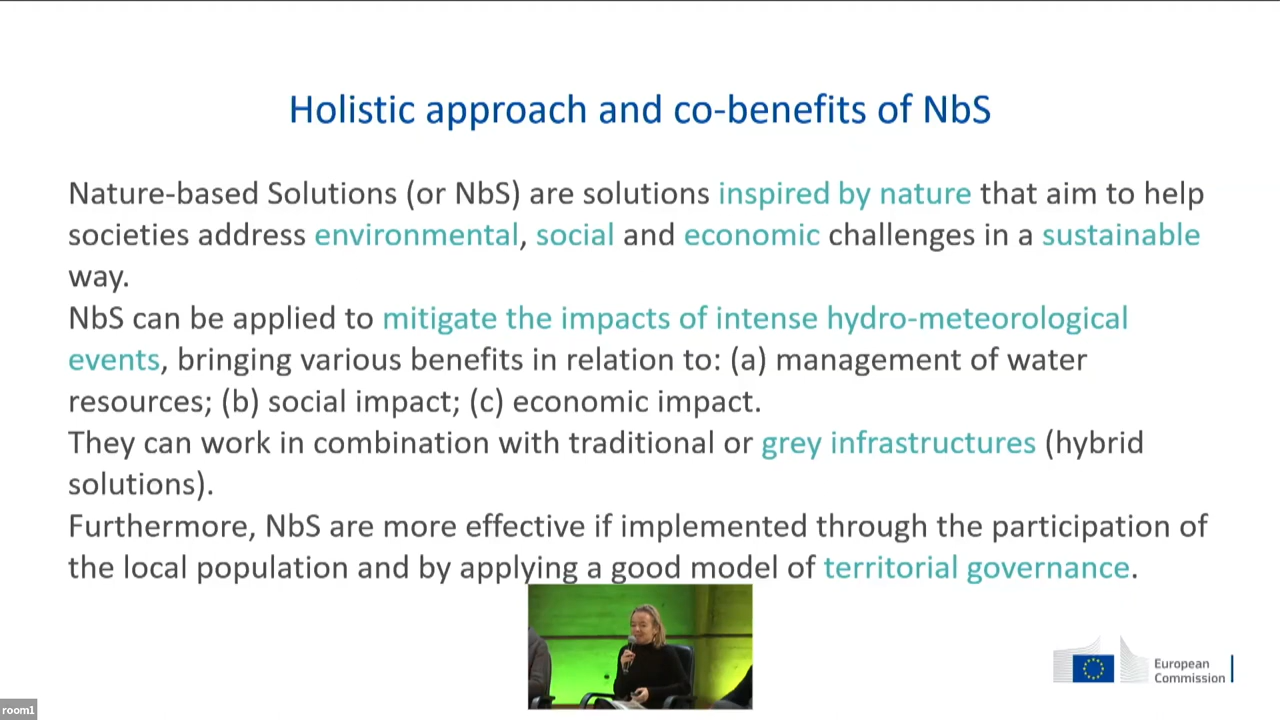 Holistic approach and co-benefits of NbS
Nature-based Solutions (or NbS) are solutions inspired by nature that aim to help
societies address environmental, social and economic challenges in a sustainable
way.
NbS can be applied to mitigate the impacts of intense hydro-meteorological
events, bringing various benefits in relation to: (a) management of water
resources; (b) social impact; (c) economic impact.
They can work in combination with traditional or grey infrastructures (hybrid
solutions).
Furthermore, NbS are more effective if implemented through the participation of
the local population and by applying a good model of territorial governance.
European
Commission
room1